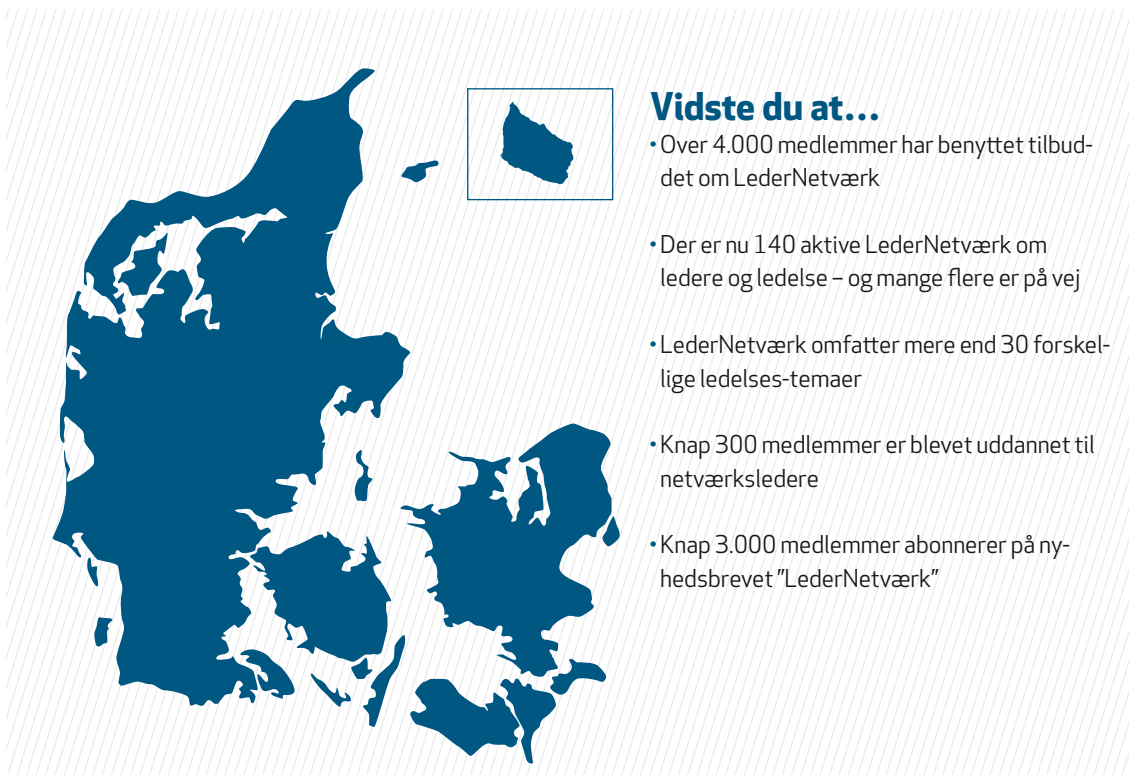 Vidste du at...
• Over 4.000 medlemmer har benyttet tilbud-
det om LederNetværk
• Der er nu 140 aktive LederNetværk om
ledere og ledelse – og mange flere er på vej
• LederNetværk omfatter mere end 30 forskel-
lige ledelses-temaer
• Knap 300 medlemmer er blevet uddannet til
netværksledere
• Knap 3.000 medlemmer abonnerer på ny-
hedsbrevet "LederNetværk"